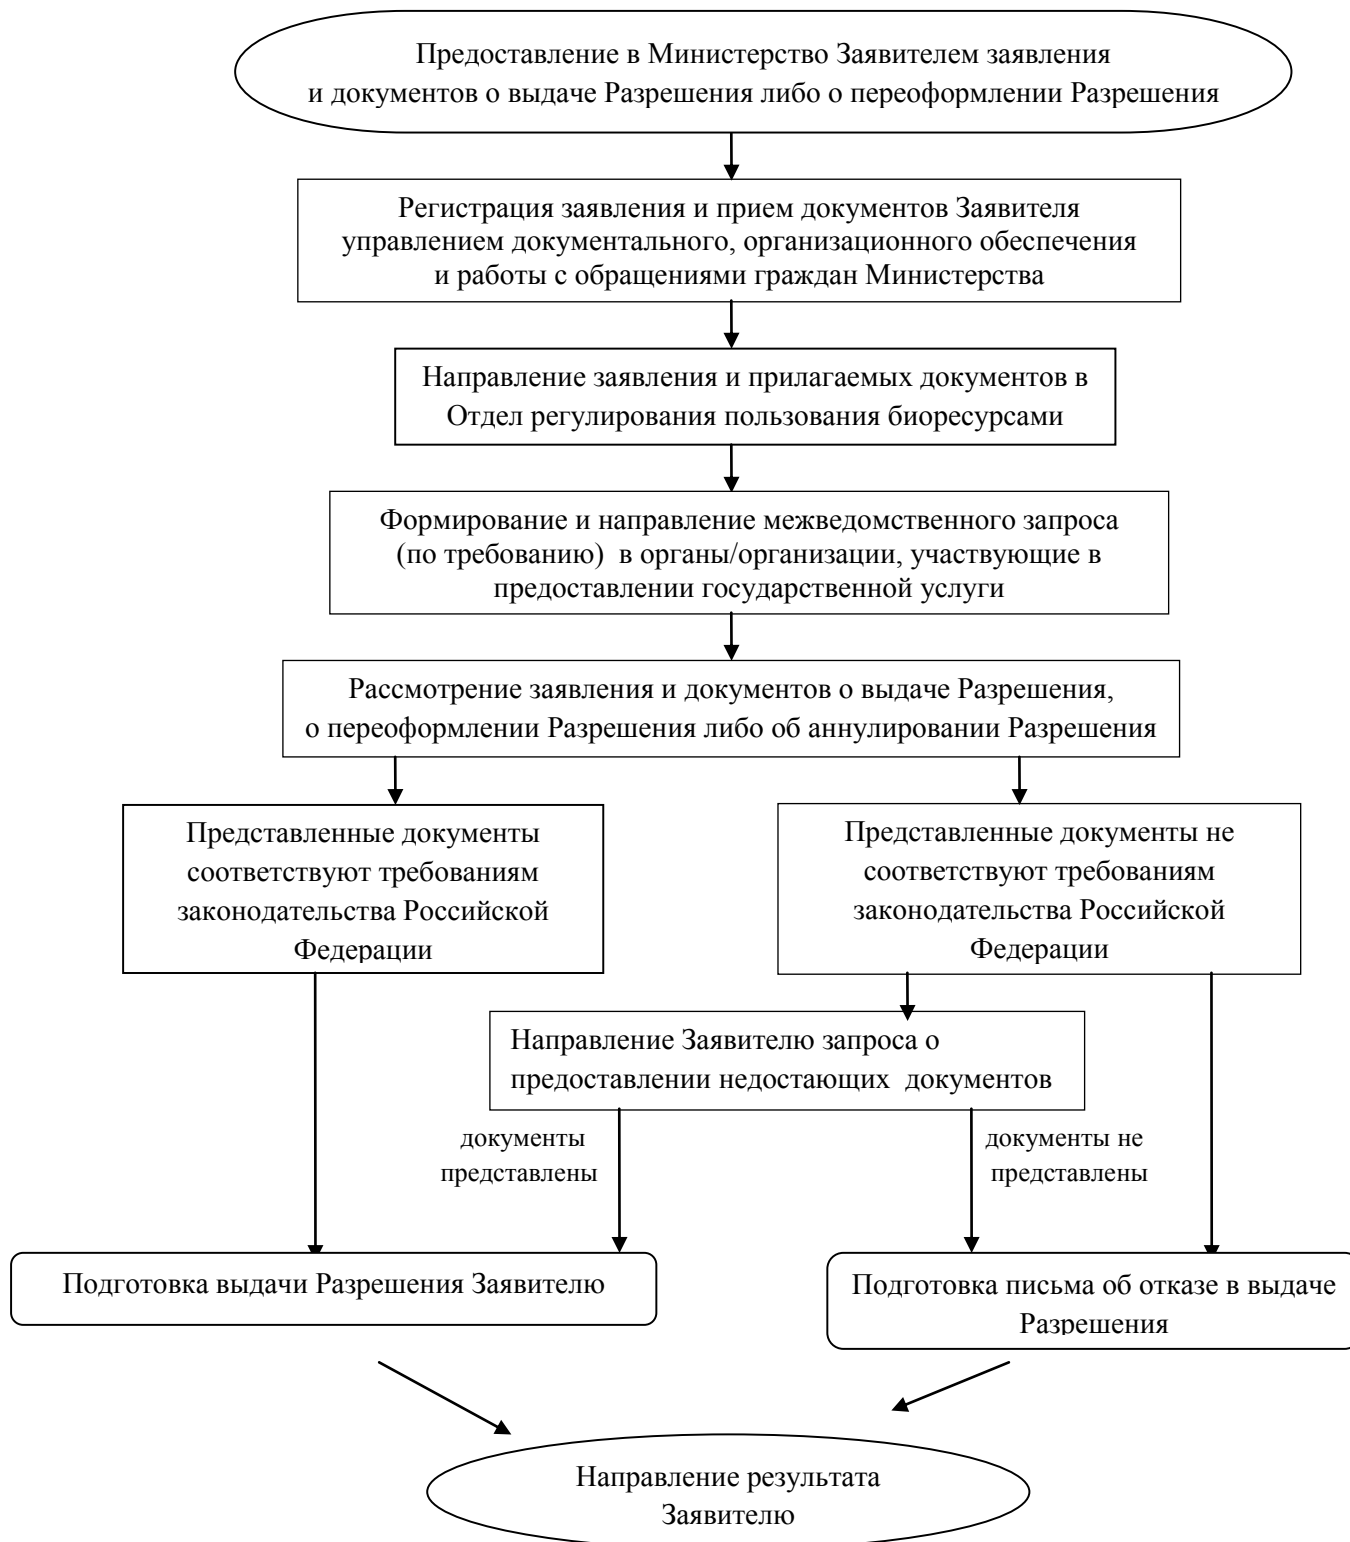 Предоставление в Министерство Заявителем заявления
и документов о выдаче Разрешения либо о переоформлении Разрешения
Регистрация заявления и прием документов Заявителя
управлением документального, организационного обеспечения
и работы с обращениями граждан Министерства
Направление заявления и прилагаемых документов в
Отдел регулирования пользования биоресурсами
Формирование и направление межведомственного запроса
(по требованию) в органы/организации, участвующие в
предоставлении государственной услуги
Рассмотрение заявления и документов о выдаче Разрешения,
о переоформлении Разрешения либо об аннулировании Разрешения
Представленные документы
соответствуют требованиям
законодательства Российской
Федерации
Представленные документы не
соответствуют требованиям
законодательства Российской
Федерации
Направление Заявителю запроса о
предоставлении недостающих документов
документы
представлены
документы не
представлены
Подготовка выдачи Разрешения Заявителю
Подготовка письма об отказе в выдаче
Разрешения
Направление результата
Заявителю